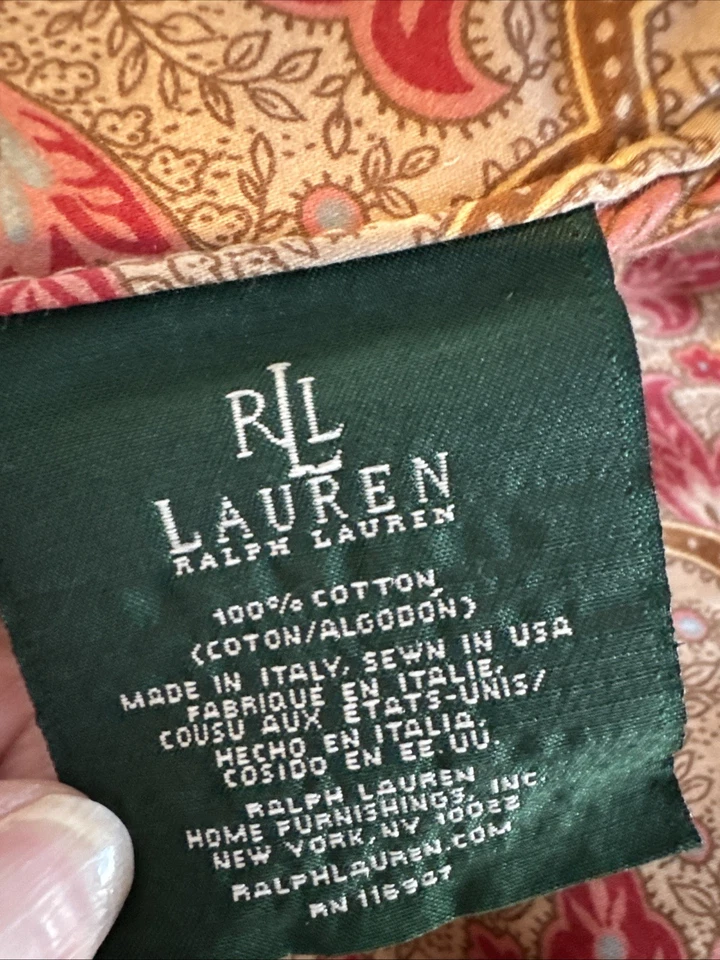 RLL
LAUREN
RALPH LAUREN
100% COTTON
(COTON/ALGODÓN)
MADE IN ITALY, SEWN IN USA
FABRIQUÉ EN ITALIE,
COUSU AUX ÉTATS-UNIS/
HECHO EN ITALIA,
COSIDO EN EE.UU.
RALPH LAUREN
HOME FURNISHINGS, INC.
NEW YORK, NY 10022
RALPHLAUREN.COM
RN